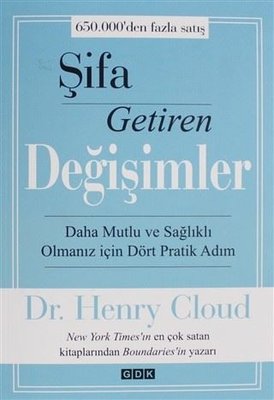 650.000'den fazla satış
Şifa
Getiren
Değişimler
Daha Mutlu ve Sağlıklı
Olmanız için Dört Pratik Adım
Dr. Henry Cloud
New York Times'ın en çok satan
kitaplarından Boundaries'in yazarı
GDK